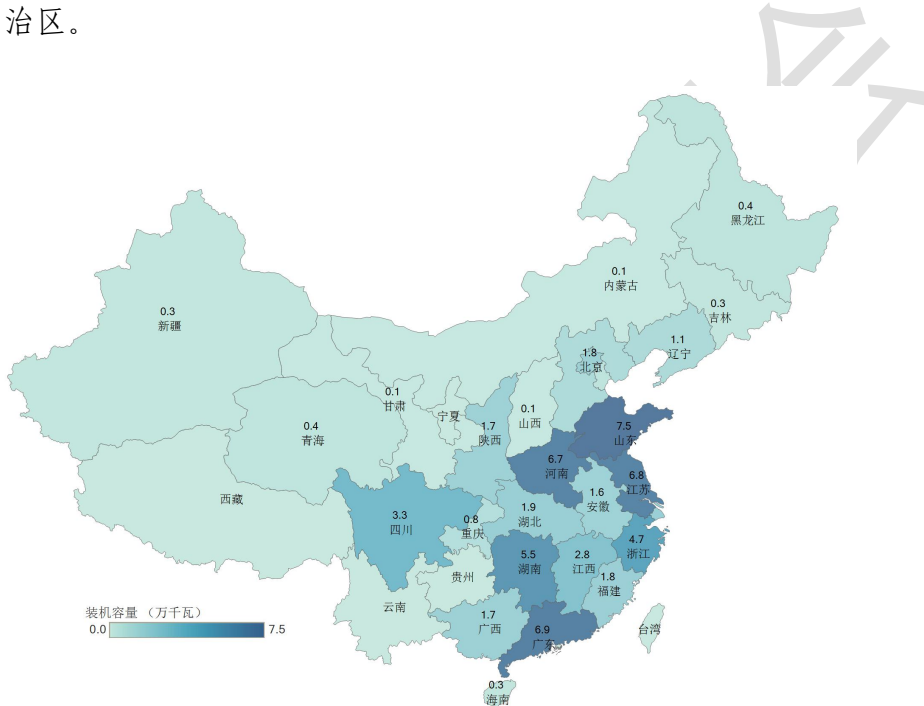 治区。
0.4
黑龙江
0.1
内蒙古
0.3
吉林
0.3
新疆
1.1
辽宁
1.8
北京
0.1
甘肃
宁夏
0.1
山西
0.4
青海
1.7
陕西
7.5
山东
6.7
河南
6.8
江苏
西藏
1.6
安徽
3.3
四川
0.8
重庆
1.9
湖北
4.7
浙江
5.5
湖南
2.8
江西
贵州
1.8
福建
云南
1.7
广西
6.9
广东
台湾
0.3
海南
装机容量 (万千瓦)
0.0 7.5